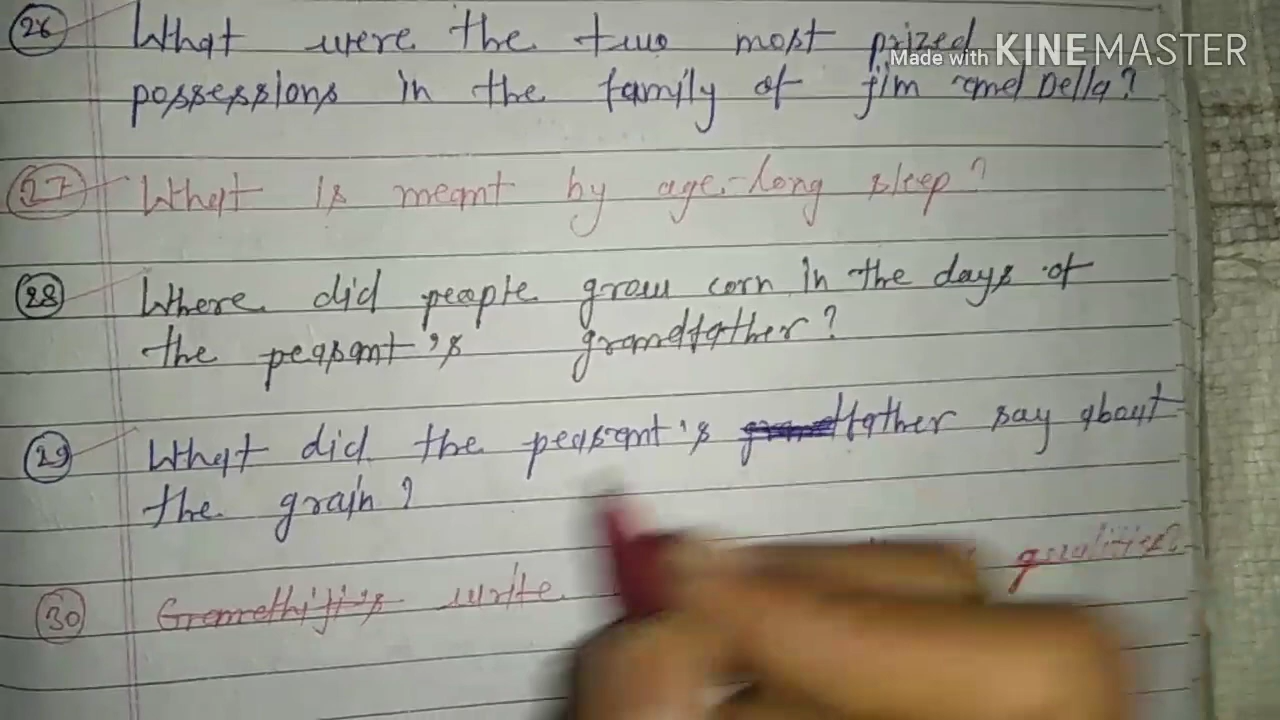 26 What were the two most prized
Made with KINEMASTER
possessions in the family of Jim and Della?
27 What is meant by age-long sleep?
28 Where did people grow corn in the days of
the peasant's grandfather?
29 What did the peasant's father say about
the grain?
30 Gandhiji's write qualities?